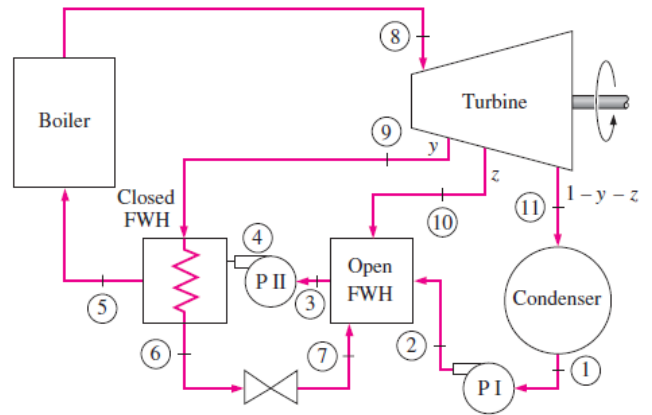 8
Boiler
Turbine
9
y
z
Closed
FWH
10
11
1 – y – z
4
P II
3
Open
FWH
Condenser
5
6
7
2
P I
1